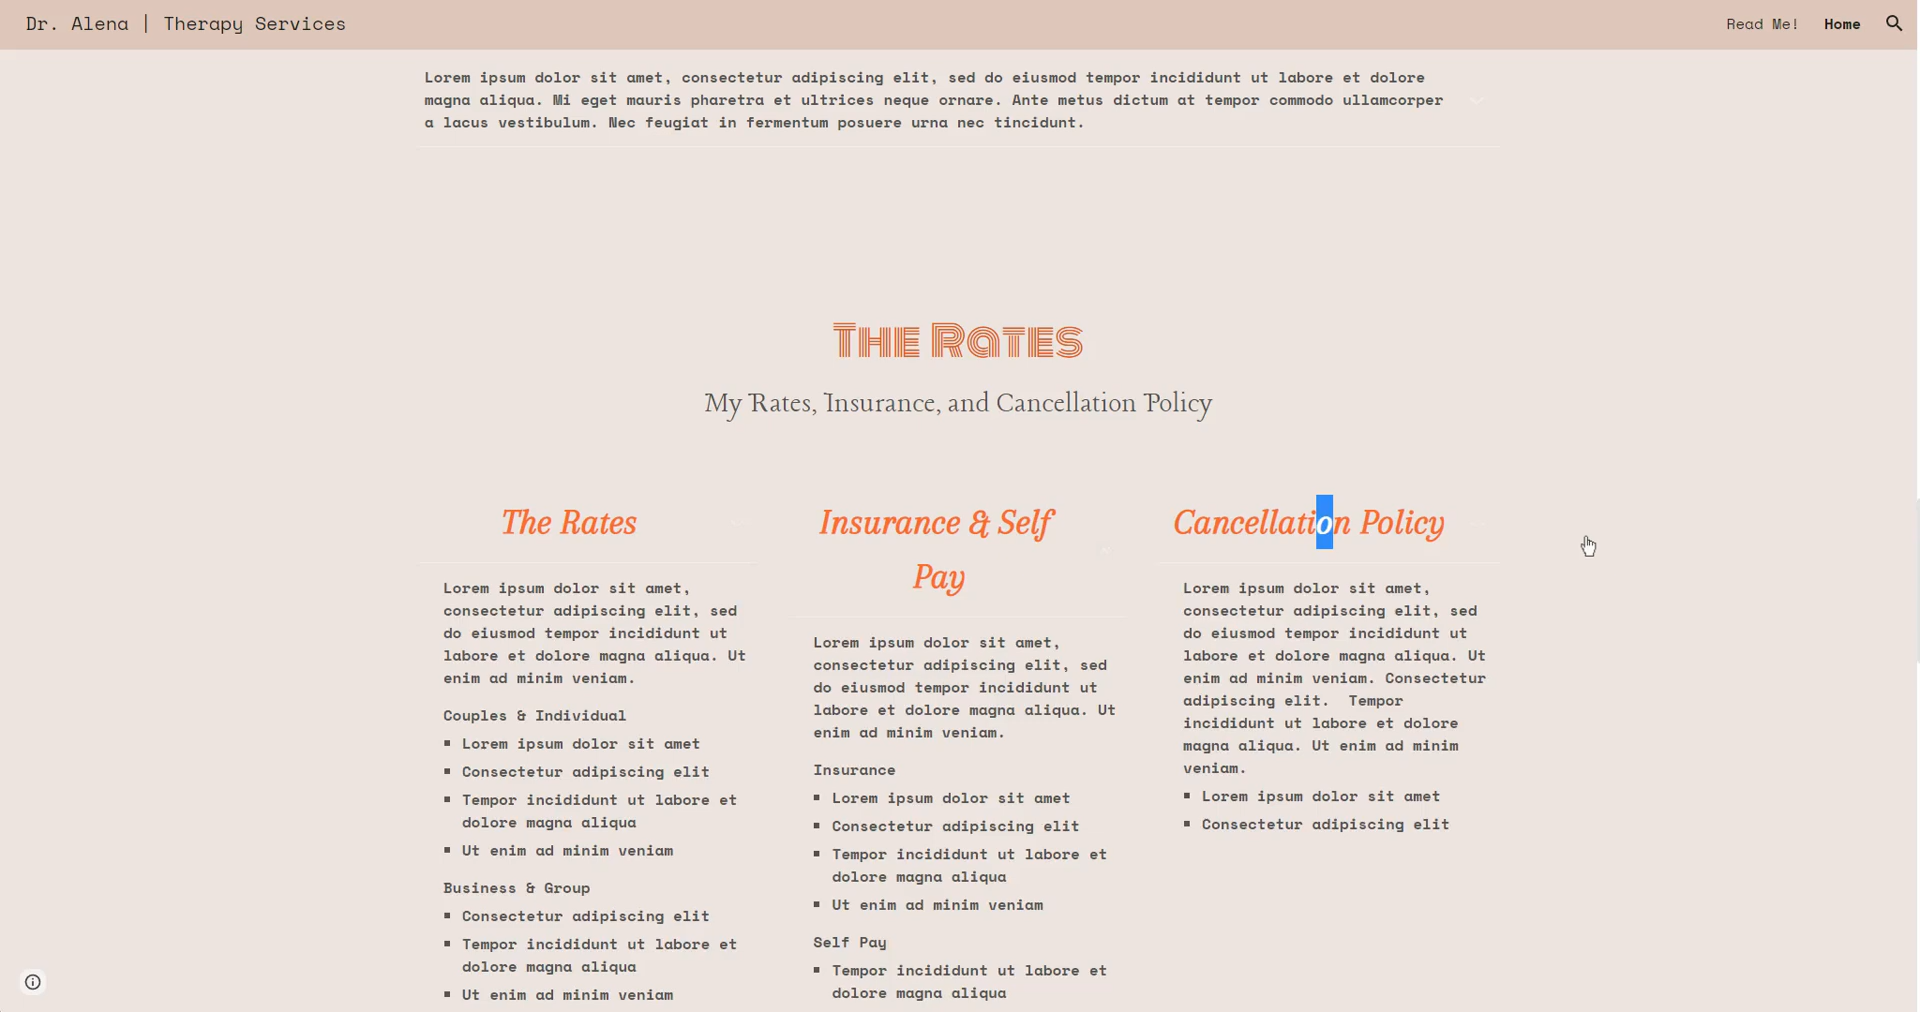 Dr. Alena | Therapy Services
Read Me!
Home
Lorem ipsum dolor sit amet, consectetur adipiscing elit, sed do eiusmod tempor incididunt ut labore et dolore
magna aliqua. Mi eget mauris pharetra et ultrices neque ornare. Ante metus dictum at tempor commodo ullamcorper
a lacus vestibulum. Nec feugiat in fermentum posuere urna nec tincidunt.
The Rates
My Rates, Insurance, and Cancellation Policy
The Rates
Lorem ipsum dolor sit amet,
consectetur adipiscing elit, sed
do eiusmod tempor incididunt ut
labore et dolore magna aliqua. Ut
enim ad minim veniam.
Couples & Individual
▪ Lorem ipsum dolor sit amet
▪ Consectetur adipiscing elit
▪ Tempor incididunt ut labore et
dolore magna aliqua
▪ Ut enim ad minim veniam
Business & Group
▪ Consectetur adipiscing elit
▪ Tempor incididunt ut labore et
dolore magna aliqua
▪ Ut enim ad minim veniam
Insurance & Self
Pay
Lorem ipsum dolor sit amet,
consectetur adipiscing elit, sed
do eiusmod tempor incididunt ut
labore et dolore magna aliqua. Ut
enim ad minim veniam.
Insurance
▪ Lorem ipsum dolor sit amet
▪ Consectetur adipiscing elit
▪ Tempor incididunt ut labore et
dolore magna aliqua
▪ Ut enim ad minim veniam
Self Pay
▪ Tempor incididunt ut labore et
dolore magna aliqua
Cancellation Policy
Lorem ipsum dolor sit amet,
consectetur adipiscing elit, sed
do eiusmod tempor incididunt ut
labore et dolore magna aliqua. Ut
enim ad minim veniam. Consectetur
adipiscing elit.  Tempor
incididunt ut labore et dolore
magna aliqua. Ut enim ad minim
veniam.
▪ Lorem ipsum dolor sit amet
▪ Consectetur adipiscing elit